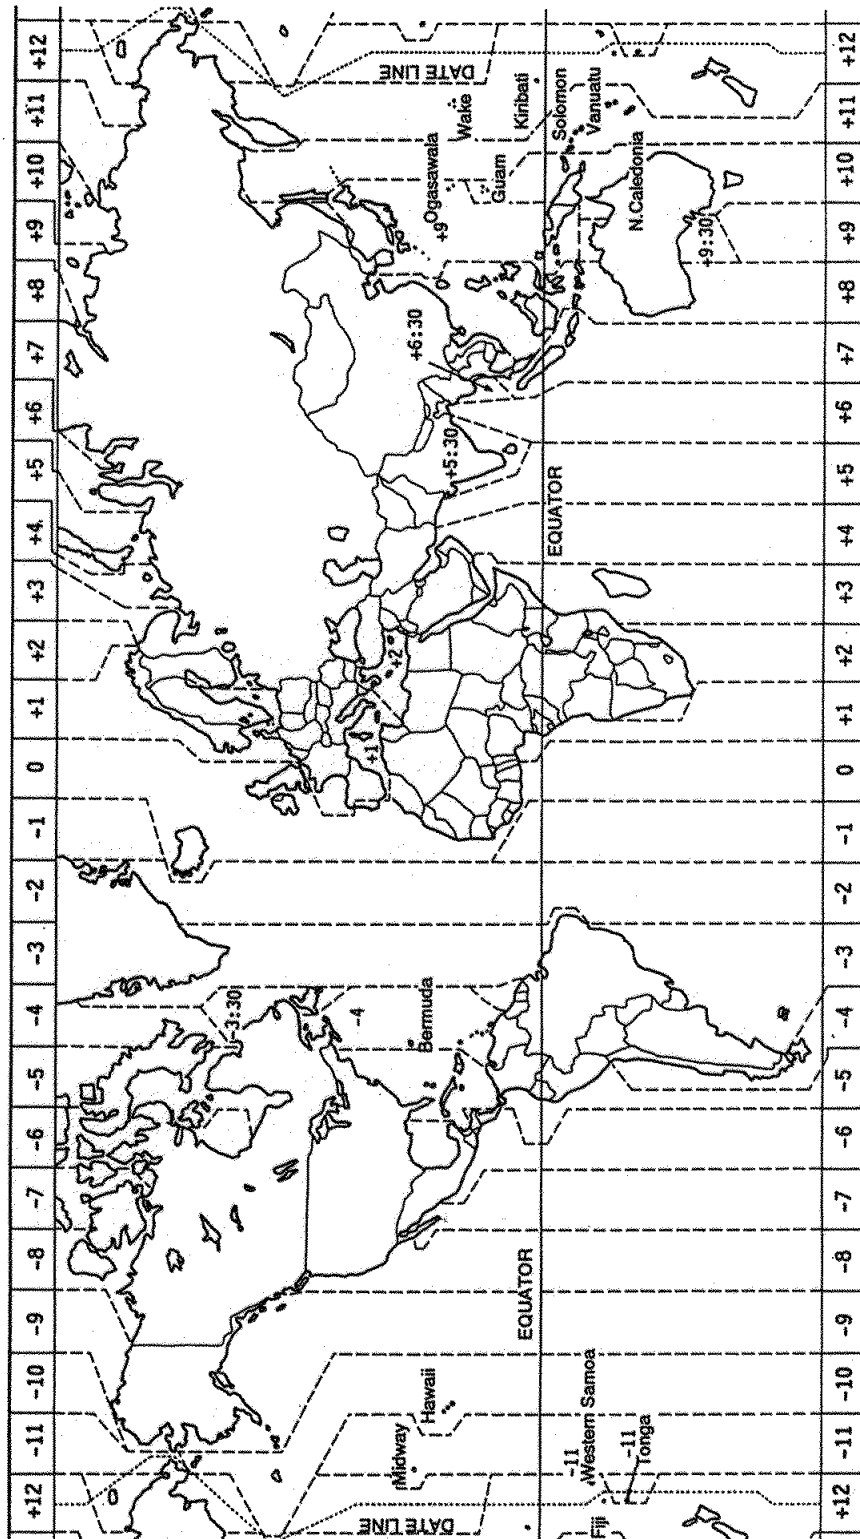 +12 -11 -10 -9 -8 -7 -6 -5 -4 -3 -2 -1 0 +1 +2 +3 +4 +5 +6 +7 +8 +9 +10 +11 +12
-3:30
-4
+1
+2
DATE LINE
DATE LINE
Midway
+6:30
Bermuda
Hawaii
Ogasawala
+9
+5:30
Wake
Guam
Kiribati
EQUATOR
EQUATOR
Solomon
-11
Western Samoa
Vanuatu
Fiji
-11
Tonga
N.Caledonia
+9:30
+12 -11 -10 -9 -8 -7 -6 -5 -4 -3 -2 -1 0 +1 +2 +3 +4 +5 +6 +7 +8 +9 +10 +11 +12